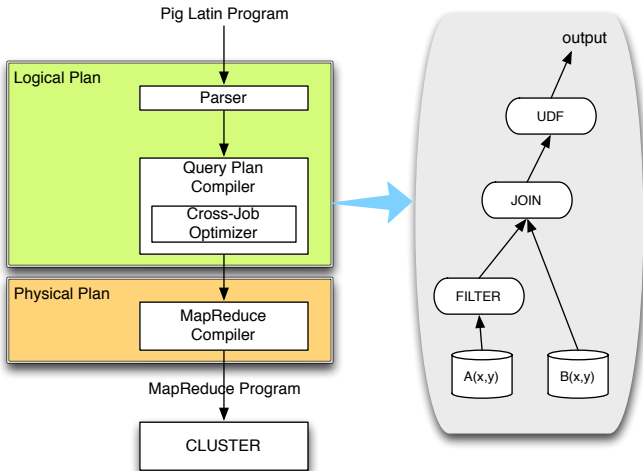 Pig Latin Program
Logical Plan
Parser
Query Plan
Compiler
Cross-Job
Optimizer
Physical Plan
MapReduce
Compiler
MapReduce Program
CLUSTER
output
UDF
JOIN
FILTER
A(x,y)
B(x,y)